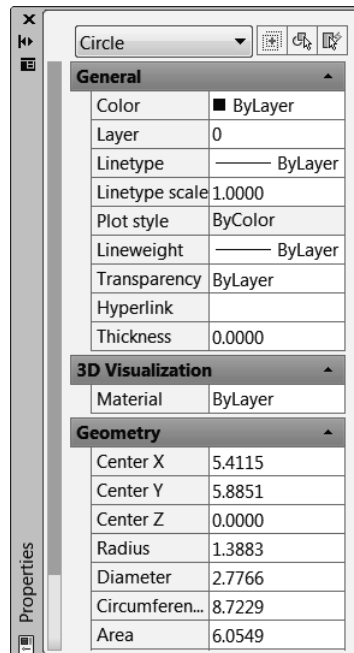 Circle
General
Color ByLayer
Layer 0
Linetype ByLayer
Linetype scale 1.0000
Plot style ByColor
Lineweight ByLayer
Transparency ByLayer
Hyperlink
Thickness 0.0000
3D Visualization
Material ByLayer
Geometry
Center X 5.4115
Center Y 5.8851
Center Z 0.0000
Radius 1.3883
Diameter 2.7766
Circumferen... 8.7229
Area 6.0549
Properties